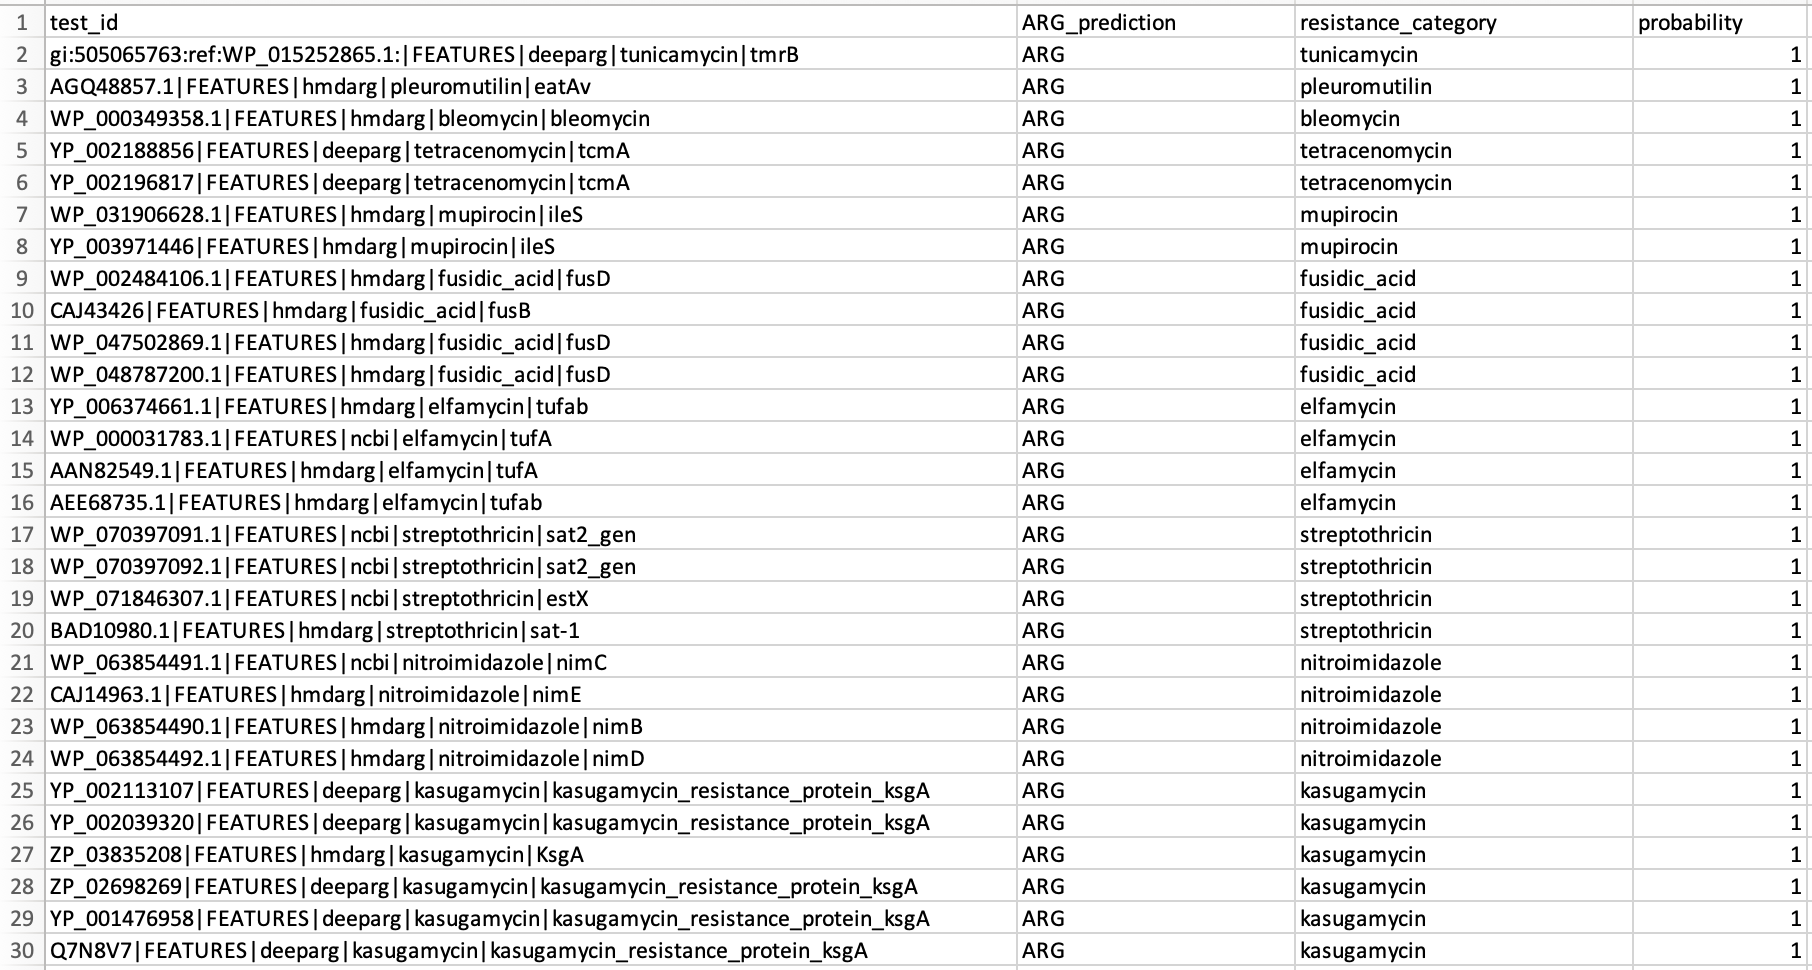 1 test_id ARG_prediction resistance_category probability
2 gi:505065763:ref:WP_015252865.1:|FEATURES|deeparg|tunicamycin|tmrB ARG tunicamycin 1
3 AGQ48857.1|FEATURES|hmdarg|pleuromutilin|eatAv ARG pleuromutilin 1
4 WP_000349358.1|FEATURES|hmdarg|bleomycin|bleomycin ARG bleomycin 1
5 YP_002188856|FEATURES|deeparg|tetracenomycin|tcmA ARG tetracenomycin 1
6 YP_002196817|FEATURES|deeparg|tetracenomycin|tcmA ARG tetracenomycin 1
7 WP_031906628.1|FEATURES|hmdarg|mupirocin|ileS ARG mupirocin 1
8 YP_003971446|FEATURES|hmdarg|mupirocin|ileS ARG mupirocin 1
9 WP_002484106.1|FEATURES|hmdarg|fusidic_acid|fusD ARG fusidic_acid 1
10 CAJ43426|FEATURES|hmdarg|fusidic_acid|fusB ARG fusidic_acid 1
11 WP_047502869.1|FEATURES|hmdarg|fusidic_acid|fusD ARG fusidic_acid 1
12 WP_048787200.1|FEATURES|hmdarg|fusidic_acid|fusD ARG fusidic_acid 1
13 YP_006374661.1|FEATURES|hmdarg|elfamycin|tufab ARG elfamycin 1
14 WP_000031783.1|FEATURES|ncbi|elfamycin|tufA ARG elfamycin 1
15 AAN82549.1|FEATURES|hmdarg|elfamycin|tufA ARG elfamycin 1
16 AEE68735.1|FEATURES|hmdarg|elfamycin|tufab ARG elfamycin 1
17 WP_070397091.1|FEATURES|ncbi|streptothricin|sat2_gen ARG streptothricin 1
18 WP_070397092.1|FEATURES|ncbi|streptothricin|sat2_gen ARG streptothricin 1
19 WP_071846307.1|FEATURES|ncbi|streptothricin|estX ARG streptothricin 1
20 BAD10980.1|FEATURES|hmdarg|streptothricin|sat-1 ARG streptothricin 1
21 WP_063854491.1|FEATURES|ncbi|nitroimidazole|nimC ARG nitroimidazole 1
22 CAJ14963.1|FEATURES|hmdarg|nitroimidazole|nimE ARG nitroimidazole 1
23 WP_063854490.1|FEATURES|hmdarg|nitroimidazole|nimB ARG nitroimidazole 1
24 WP_063854492.1|FEATURES|hmdarg|nitroimidazole|nimD ARG nitroimidazole 1
25 YP_002113107|FEATURES|deeparg|kasugamycin|kasugamycin_resistance_protein_ksgA ARG kasugamycin 1
26 YP_002039320|FEATURES|deeparg|kasugamycin|kasugamycin_resistance_protein_ksgA ARG kasugamycin 1
27 ZP_03835208|FEATURES|hmdarg|kasugamycin|KsgA ARG kasugamycin 1
28 ZP_02698269|FEATURES|deeparg|kasugamycin|kasugamycin_resistance_protein_ksgA ARG kasugamycin 1
29 YP_001476958|FEATURES|deeparg|kasugamycin|kasugamycin_resistance_protein_ksgA ARG kasugamycin 1
30 Q7N8V7|FEATURES|deeparg|kasugamycin|kasugamycin_resistance_protein_ksgA ARG kasugamycin 1